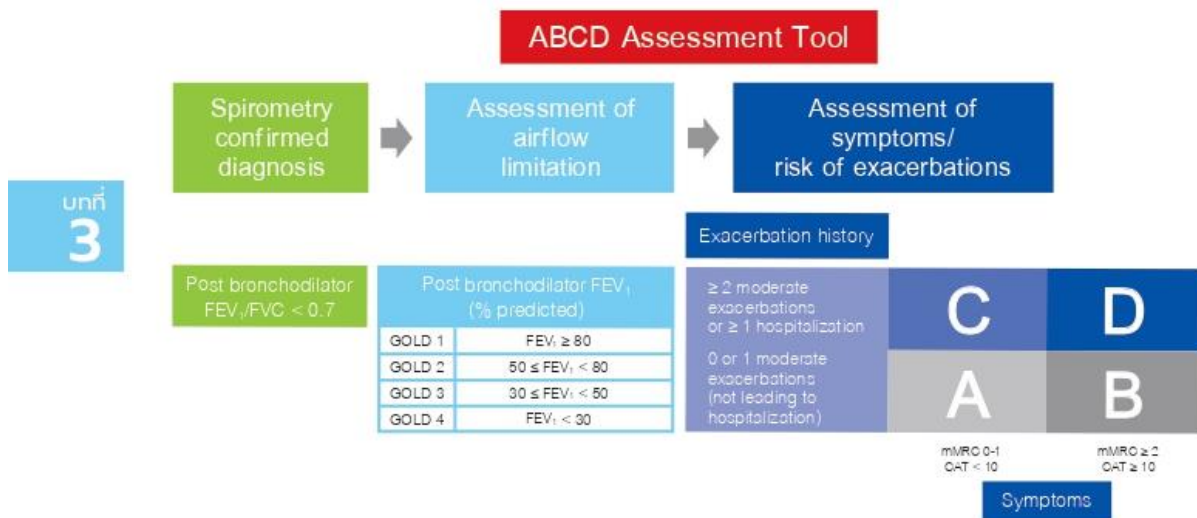 ABCD Assessment Tool
Spirometry
confirmed
diagnosis
Assessment of
airflow
limitation
Assessment of
symptoms/
risk of exacerbations
บทที่
3
Exacerbation history
Post bronchodilator
FEV₁/FVC < 0.7
Post bronchodilator FEV₁
(% predicted)
GOLD 1 FEV₁ ≥ 80
GOLD 2 50 ≤ FEV₁ < 80
GOLD 3 30 ≤ FEV₁ < 50
GOLD 4 FEV₁ < 30
≥ 2 moderate
exacerbations
or ≥ 1 hospitalization
0 or 1 moderate
exacerbations
(not leading to
hospitalization)
C D
A B
mMRC 0-1
CAT < 10
mMRC ≥ 2
CAT ≥ 10
Symptoms